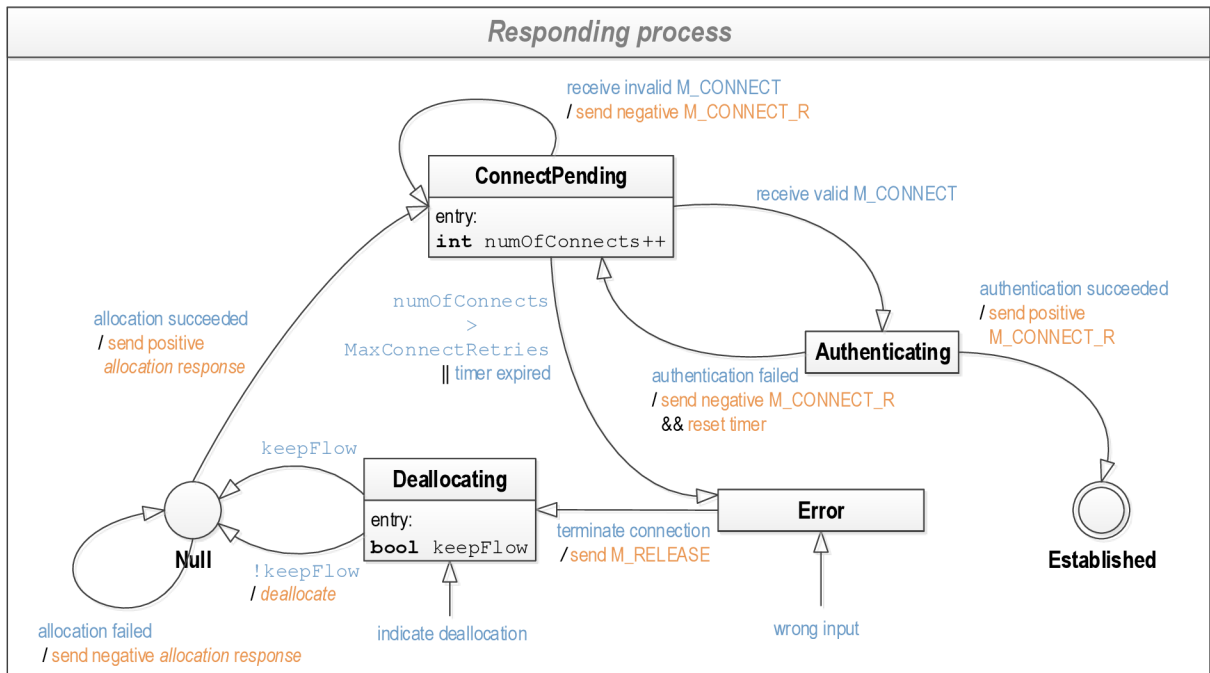 Responding process
receive invalid M_CONNECT
/ send negative M_CONNECT_R
ConnectPending
entry:
int numOfConnects++
receive valid M_CONNECT
numOfConnects
>
MaxConnectRetries
|| timer expired
allocation succeeded
/ send positive
allocation response
authentication succeeded
/ send positive
M_CONNECT_R
Authenticating
authentication failed
/ send negative M_CONNECT_R
&& reset timer
keepFlow
Deallocating
entry:
bool keepFlow
Error
terminate connection
/ send M_RELEASE
Null
Established
!keepFlow
/ deallocate
indicate deallocation
wrong input
allocation failed
/ send negative allocation response